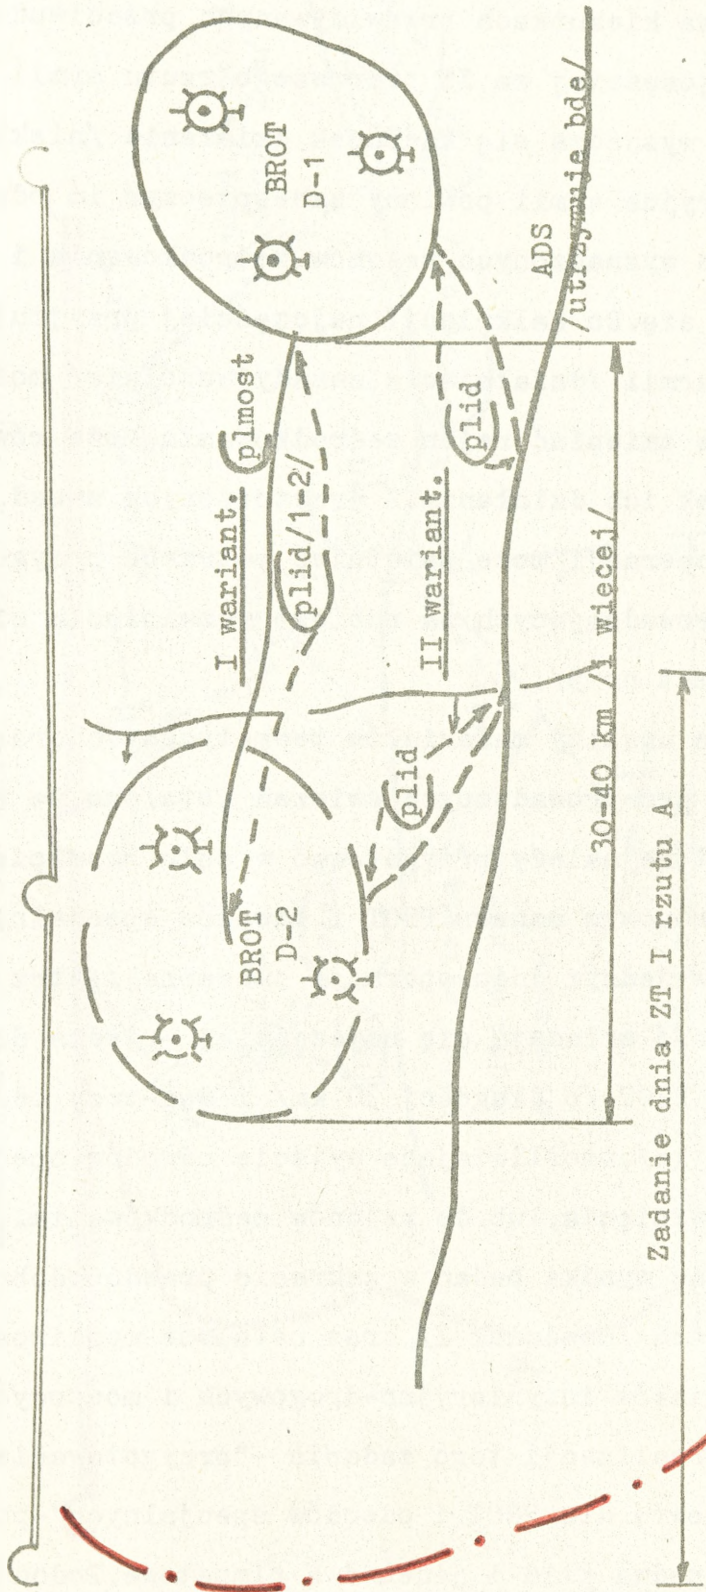 BROT
D-1
ADS
/utrzymuje bde/
I wariant.
plmost
plid/1-2/
II wariant.
plid
plid
BROT
D-2
30-40 km /i więcej/
Zadanie dnia ZT I rzutu A